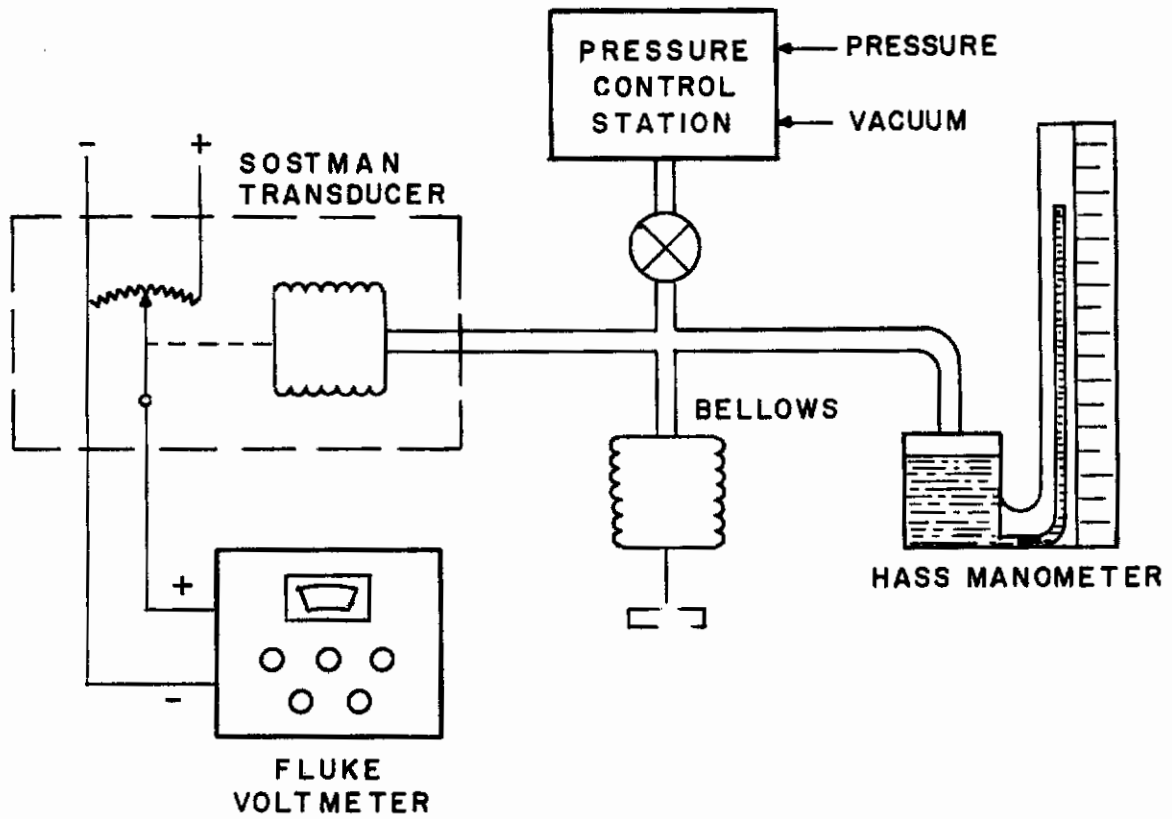 PRESSURE
CONTROL
STATION
PRESSURE
VACUUM
- +
SOSTMAN
TRANSDUCER
BELLOWS
HASS MANOMETER
+
-
FLUKE
VOLTMETER